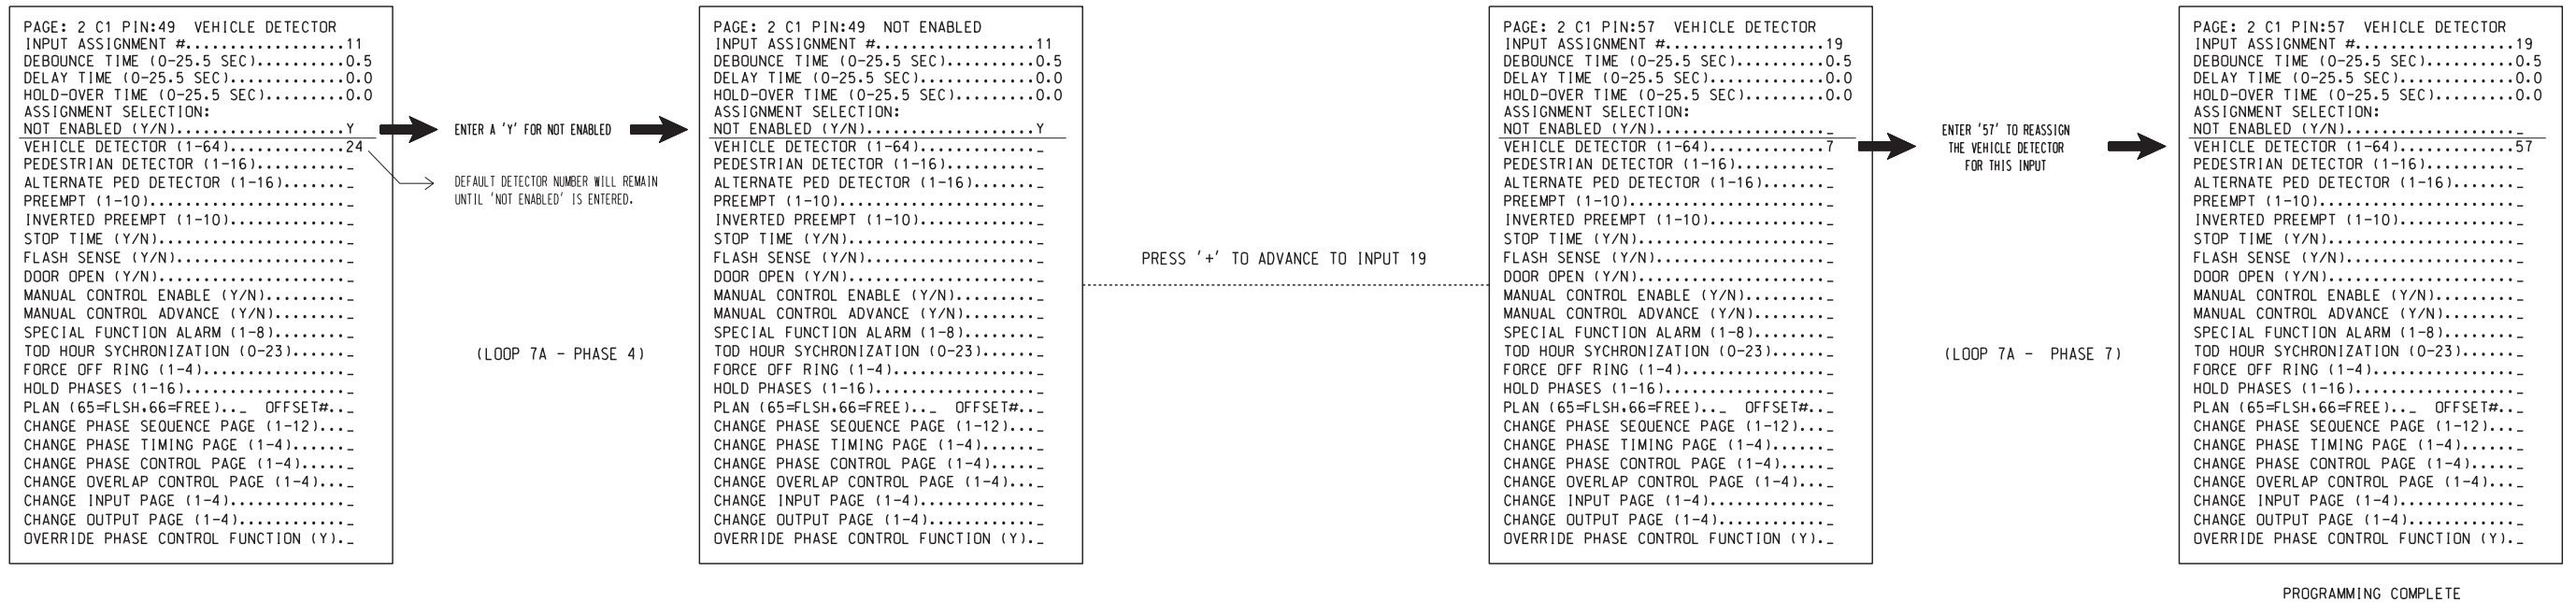 PAGE: 2 C1 PIN:49 VEHICLE DETECTOR
INPUT ASSIGNMENT #..................11
DEBOUNCE TIME (0-25.5 SEC)..........0.5
DELAY TIME (0-25.5 SEC).............0.0
HOLD-OVER TIME (0-25.5 SEC).........0.0
ASSIGNMENT SELECTION:
NOT ENABLED (Y/N)...................Y
VEHICLE DETECTOR (1-64).............24
PEDESTRIAN DETECTOR (1-16).........._
ALTERNATE PED DETECTOR (1-16)......._
PREEMPT (1-10)......................_
INVERTED PREEMPT (1-10)............._
STOP TIME (Y/N)....................._
FLASH SENSE (Y/N)..................._
DOOR OPEN (Y/N)....................._
MANUAL CONTROL ENABLE (Y/N)........._
MANUAL CONTROL ADVANCE (Y/N)........_
SPECIAL FUNCTION ALARM (1-8)........_
TOD HOUR SYCHRONIZATION (0-23)......_
FORCE OFF RING (1-4)................_
HOLD PHASES (1-16).................._
PLAN (65=FLSH,66=FREE).._ OFFSET#.._
CHANGE PHASE SEQUENCE PAGE (1-12)..._
CHANGE PHASE TIMING PAGE (1-4)......_
CHANGE PHASE CONTROL PAGE (1-4)....._
CHANGE OVERLAP CONTROL PAGE (1-4)..._
CHANGE INPUT PAGE (1-4)............._
CHANGE OUTPUT PAGE (1-4)............_
OVERRIDE PHASE CONTROL FUNCTION (Y)._
ENTER A 'Y' FOR NOT ENABLED
DEFAULT DETECTOR NUMBER WILL REMAIN
UNTIL 'NOT ENABLED' IS ENTERED.
(LOOP 7A - PHASE 4)
PAGE: 2 C1 PIN:49 NOT ENABLED
INPUT ASSIGNMENT #..................11
DEBOUNCE TIME (0-25.5 SEC)..........0.5
DELAY TIME (0-25.5 SEC).............0.0
HOLD-OVER TIME (0-25.5 SEC).........0.0
ASSIGNMENT SELECTION:
NOT ENABLED (Y/N)...................Y
VEHICLE DETECTOR (1-64)............._
PEDESTRIAN DETECTOR (1-16).........._
ALTERNATE PED DETECTOR (1-16)......._
PREEMPT (1-10)......................_
INVERTED PREEMPT (1-10)............._
STOP TIME (Y/N)....................._
FLASH SENSE (Y/N)..................._
DOOR OPEN (Y/N)....................._
MANUAL CONTROL ENABLE (Y/N)........._
MANUAL CONTROL ADVANCE (Y/N)........_
SPECIAL FUNCTION ALARM (1-8)........_
TOD HOUR SYCHRONIZATION (0-23)......_
FORCE OFF RING (1-4)................_
HOLD PHASES (1-16).................._
PLAN (65=FLSH,66=FREE).._ OFFSET#.._
CHANGE PHASE SEQUENCE PAGE (1-12)..._
CHANGE PHASE TIMING PAGE (1-4)......_
CHANGE PHASE CONTROL PAGE (1-4)....._
CHANGE OVERLAP CONTROL PAGE (1-4)..._
CHANGE INPUT PAGE (1-4)............._
CHANGE OUTPUT PAGE (1-4)............_
OVERRIDE PHASE CONTROL FUNCTION (Y)._
PRESS '+' TO ADVANCE TO INPUT 19
PAGE: 2 C1 PIN:57 VEHICLE DETECTOR
INPUT ASSIGNMENT #..................19
DEBOUNCE TIME (0-25.5 SEC)..........0.5
DELAY TIME (0-25.5 SEC).............0.0
HOLD-OVER TIME (0-25.5 SEC).........0.0
ASSIGNMENT SELECTION:
NOT ENABLED (Y/N)..................._
VEHICLE DETECTOR (1-64).............7
PEDESTRIAN DETECTOR (1-16).........._
ALTERNATE PED DETECTOR (1-16)......._
PREEMPT (1-10)......................_
INVERTED PREEMPT (1-10)............._
STOP TIME (Y/N)....................._
FLASH SENSE (Y/N)..................._
DOOR OPEN (Y/N)....................._
MANUAL CONTROL ENABLE (Y/N)........._
MANUAL CONTROL ADVANCE (Y/N)........_
SPECIAL FUNCTION ALARM (1-8)........_
TOD HOUR SYCHRONIZATION (0-23)......_
FORCE OFF RING (1-4)................_
HOLD PHASES (1-16).................._
PLAN (65=FLSH,66=FREE).._ OFFSET#.._
CHANGE PHASE SEQUENCE PAGE (1-12)..._
CHANGE PHASE TIMING PAGE (1-4)......_
CHANGE PHASE CONTROL PAGE (1-4)....._
CHANGE OVERLAP CONTROL PAGE (1-4)..._
CHANGE INPUT PAGE (1-4)............._
CHANGE OUTPUT PAGE (1-4)............_
OVERRIDE PHASE CONTROL FUNCTION (Y)._
ENTER '57' TO REASSIGN
THE VEHICLE DETECTOR
FOR THIS INPUT
(LOOP 7A - PHASE 7)
PAGE: 2 C1 PIN:57 VEHICLE DETECTOR
INPUT ASSIGNMENT #..................19
DEBOUNCE TIME (0-25.5 SEC)..........0.5
DELAY TIME (0-25.5 SEC).............0.0
HOLD-OVER TIME (0-25.5 SEC).........0.0
ASSIGNMENT SELECTION:
NOT ENABLED (Y/N)..................._
VEHICLE DETECTOR (1-64).............57
PEDESTRIAN DETECTOR (1-16).........._
ALTERNATE PED DETECTOR (1-16)......._
PREEMPT (1-10)......................_
INVERTED PREEMPT (1-10)............._
STOP TIME (Y/N)....................._
FLASH SENSE (Y/N)..................._
DOOR OPEN (Y/N)....................._
MANUAL CONTROL ENABLE (Y/N)........._
MANUAL CONTROL ADVANCE (Y/N)........_
SPECIAL FUNCTION ALARM (1-8)........_
TOD HOUR SYCHRONIZATION (0-23)......_
FORCE OFF RING (1-4)................_
HOLD PHASES (1-16).................._
PLAN (65=FLSH,66=FREE).._ OFFSET#.._
CHANGE PHASE SEQUENCE PAGE (1-12)..._
CHANGE PHASE TIMING PAGE (1-4)......_
CHANGE PHASE CONTROL PAGE (1-4)....._
CHANGE OVERLAP CONTROL PAGE (1-4)..._
CHANGE INPUT PAGE (1-4)............._
CHANGE OUTPUT PAGE (1-4)............_
OVERRIDE PHASE CONTROL FUNCTION (Y)._
PROGRAMMING COMPLETE